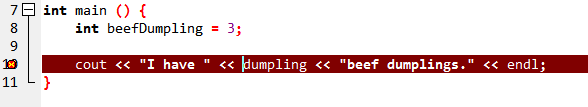 7 int main () {
8 int beefDumpling = 3;
9
10 cout << "I have " << dumpling << "beef dumplings." << endl;
11 }